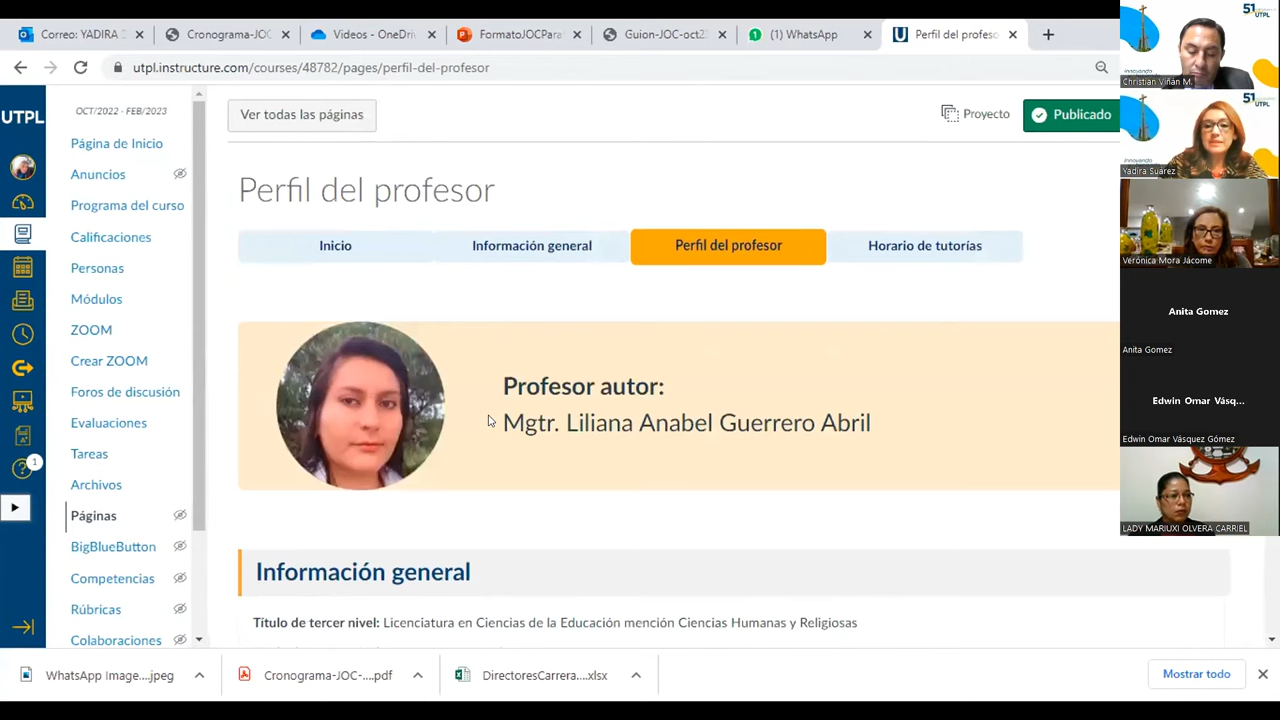 Correo: YADIRA
Cronograma-JOC
Videos - OneDri
FormatoJOCPara
Guion-JOC-oct2
(1) WhatsApp
Perfil del profeso
utpl.instructure.com/courses/48782/pages/perfil-del-profesor
UTPL
OCT/2022 - FEB/2023
Página de Inicio
Anuncios
Programa del curso
Calificaciones
Personas
Módulos
ZOOM
Crear ZOOM
Foros de discusión
Evaluaciones
Tareas
Archivos
Páginas
BigBlueButton
Competencias
Rúbricas
Colaboraciones
1
Ver todas las páginas
Proyecto
Publicado
Perfil del profesor
Inicio
Información general
Perfil del profesor
Horario de tutorías
Profesor autor:
Mgtr. Liliana Anabel Guerrero Abril
Información general
Título de tercer nivel: Licenciatura en Ciencias de la Educación mención Ciencias Humanas y Religiosas
51
UTPL
Christian Viñán M.
51
Yadira Suárez
Verónica Mora Jácome
Anita Gomez
Anita Gomez
Edwin Omar Vásq...
Edwin Omar Vásquez Gómez
LADY MARIUXI OLVERA CARRIEL
WhatsApp Image....jpeg
Cronograma-JOC-....pdf
DirectoresCarrera....xlsx
Mostrar todo